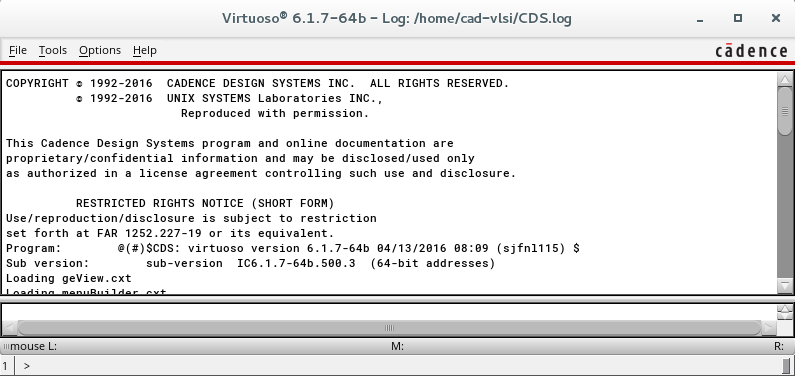 Virtuoso® 6.1.7-64b - Log: /home/cad-vlsi/CDS.log
File Tools Options Help
cādence
COPYRIGHT © 1992-2016 CADENCE DESIGN SYSTEMS INC. ALL RIGHTS RESERVED.
© 1992-2016 UNIX SYSTEMS Laboratories INC.,
Reproduced with permission.
This Cadence Design Systems program and online documentation are
proprietary/confidential information and may be disclosed/used only
as authorized in a license agreement controlling such use and disclosure.
RESTRICTED RIGHTS NOTICE (SHORT FORM)
Use/reproduction/disclosure is subject to restriction
set forth at FAR 1252.227-19 or its equivalent.
Program: @(#)$CDS: virtuoso version 6.1.7-64b 04/13/2016 08:09 (sjfnl115) $
Sub version: sub-version IC6.1.7-64b.500.3 (64-bit addresses)
Loading geView.cxt
Loading menuBuilder.cxt
mouse L: M: R:
1 >